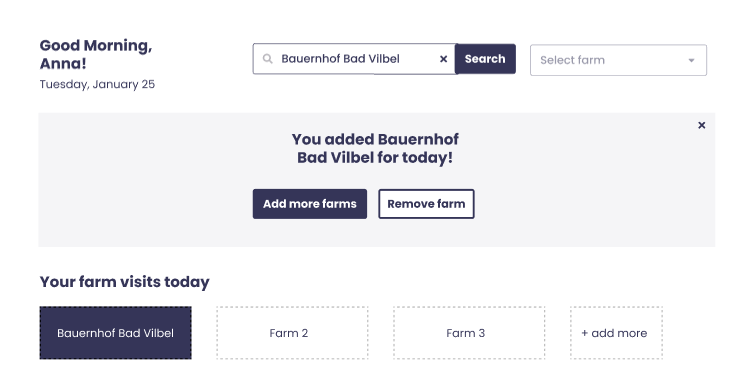 Good Morning,
Anna!
Tuesday, January 25
Bauernhof Bad Vilbel
Search
Select farm
You added Bauernhof
Bad Vilbel for today!
Add more farms
Remove farm
Your farm visits today
Bauernhof Bad Vilbel
Farm 2
Farm 3
+ add more